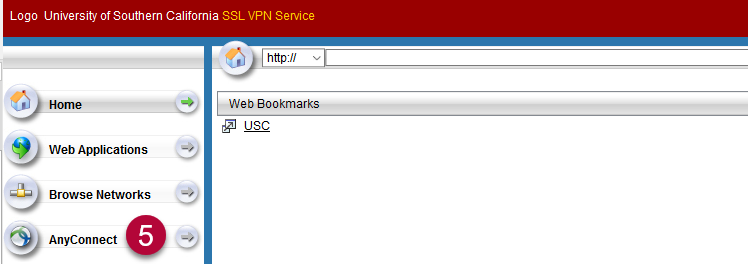 Logo University of Southern California SSL VPN Service
http://
Home
Web Bookmarks
USC
Web Applications
Browse Networks
AnyConnect 5